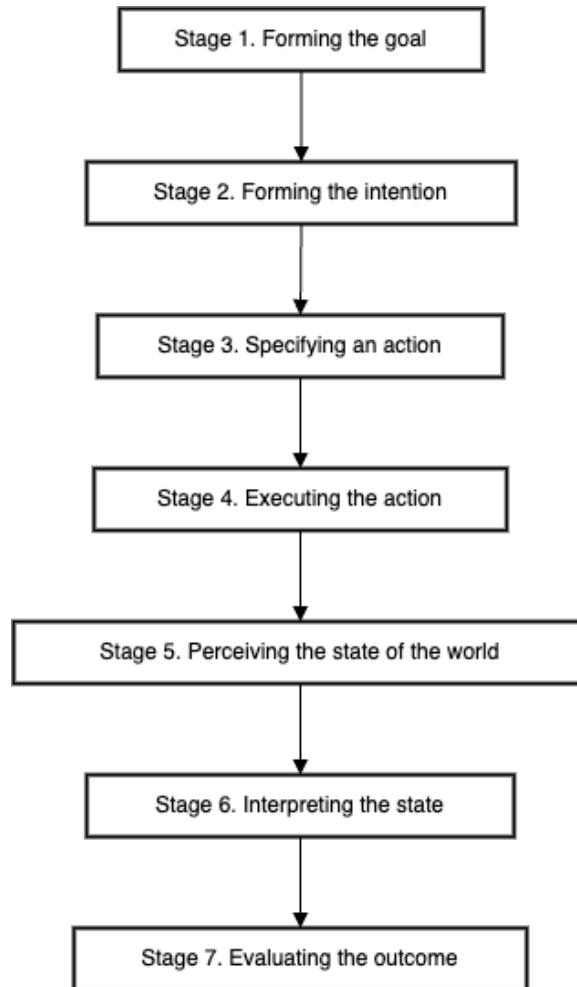 Stage 1. Forming the goal
Stage 2. Forming the intention
Stage 3. Specifying an action
Stage 4. Executing the action
Stage 5. Perceiving the state of the world
Stage 6. Interpreting the state
Stage 7. Evaluating the outcome